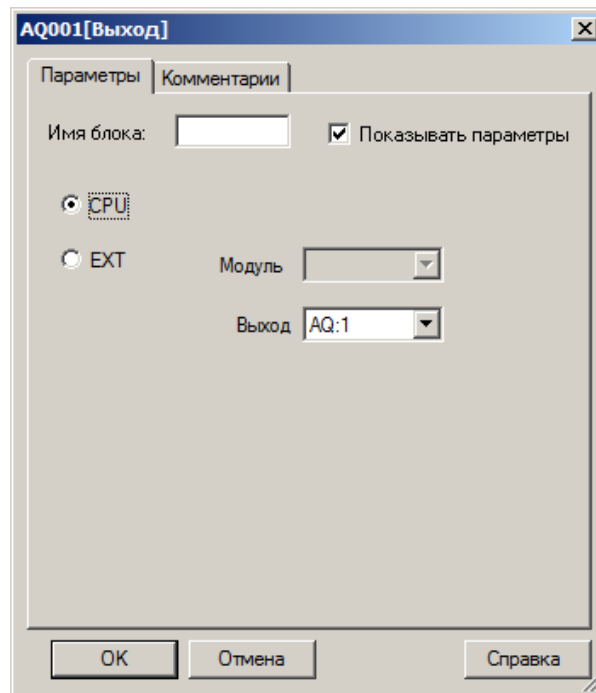 AQ001[Выход]
Параметры Комментарии
Имя блока: Показывать параметры
CPU
EXT Модуль
Выход AQ:1
OK Отмена Справка